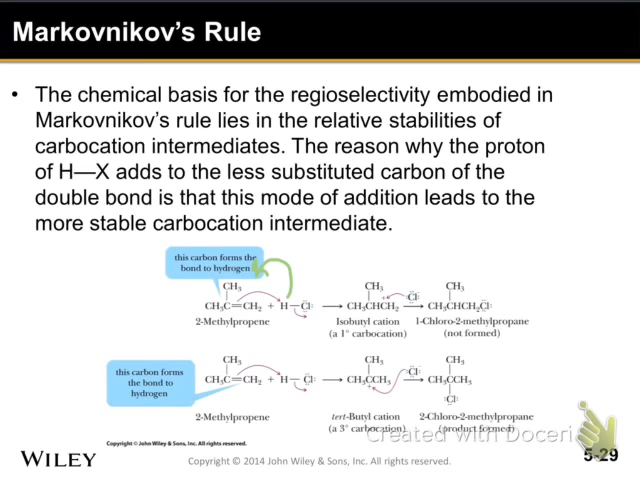 Markovnikov's Rule
• The chemical basis for the regioselectivity embodied in
Markovnikov's rule lies in the relative stabilities of
carbocation intermediates. The reason why the proton
of H—X adds to the less substituted carbon of the
double bond is that this mode of addition leads to the
more stable carbocation intermediate.
this carbon forms the
bond to hydrogen
CH₃ CH₃ CH₃
CH₃C=CH₂ + H—Cl: → CH₃CHCH₂ + :Cl: → CH₃CHCH₂Cl:
2-Methylpropene Isobutyl cation 1-Chloro-2-methylpropane
(a 1° carbocation) (not formed)
this carbon forms
the bond to
hydrogen
CH₃ CH₃ CH₃
CH₃C=CH₂ + H—Cl: → CH₃CCH₃ + :Cl: → CH₃CCH₃
:Cl:
2-Methylpropene tert-Butyl cation 2-Chloro-2-methylpropane
(a 3° carbocation) (product formed)
Created with Doceri
Copyright © John Wiley & Sons, Inc. All rights reserved.
WILEY Copyright © 2014 John Wiley & Sons, Inc. All rights reserved. 5-29